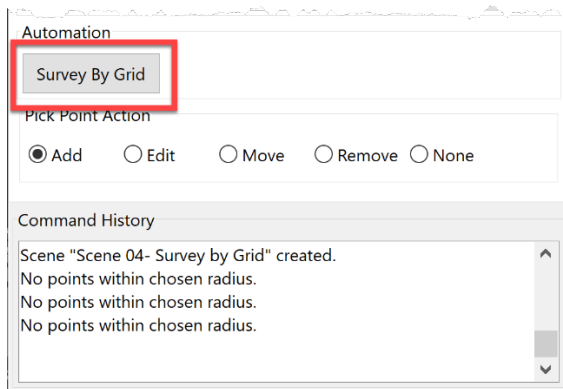 Automation
Survey By Grid
Pick Point Action
Add Edit Move Remove None
Command History
Scene "Scene 04- Survey by Grid" created.
No points within chosen radius.
No points within chosen radius.
No points within chosen radius.